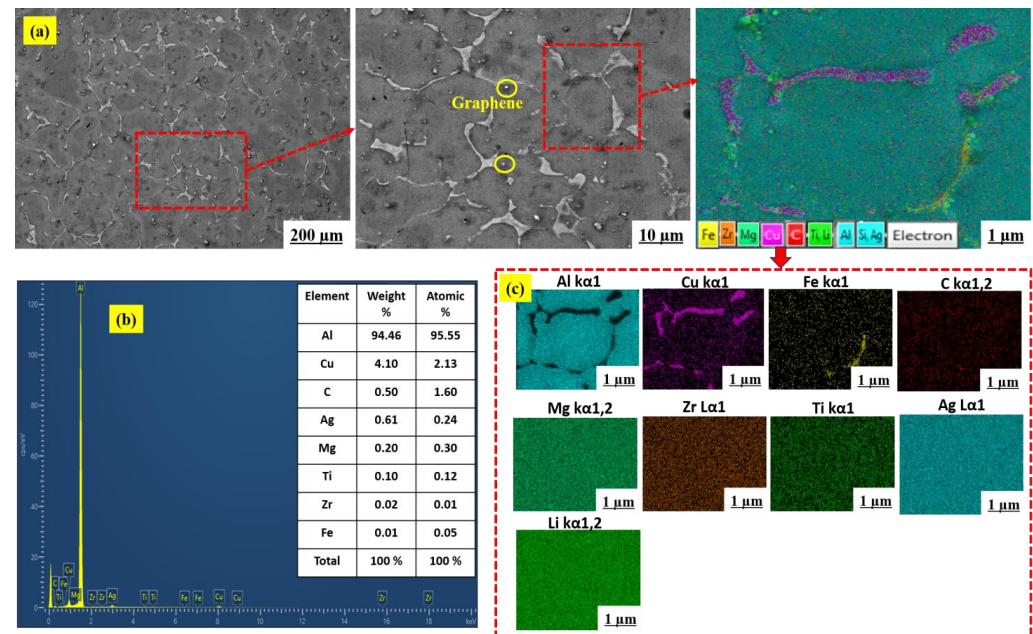 (a)
Graphene
200 µm
10 µm
Fe Zr Mg Cu C Ti, Li Al Si, Ag Electron
1 µm
(b)
Element Weight % Atomic %
Al 94.46 95.55
Cu 4.10 2.13
C 0.50 1.60
Ag 0.61 0.24
Mg 0.20 0.30
Ti 0.10 0.12
Zr 0.02 0.01
Fe 0.01 0.05
Total 100 % 100 %
cps/eV
120
100
80
60
40
20
0
Al
C Fe Cu
Ti Mg Zr Zr Ag Ti Ti Fe Fe Cu Cu Zr Zr
0 2 4 6 8 10 12 14 16 18 keV
(c)
Al kα1 Cu kα1 Fe kα1 C kα1,2
1 µm 1 µm 1 µm 1 µm
Mg kα1,2 Zr Lα1 Ti kα1 Ag Lα1
1 µm 1 µm 1 µm 1 µm
Li kα1,2
1 µm